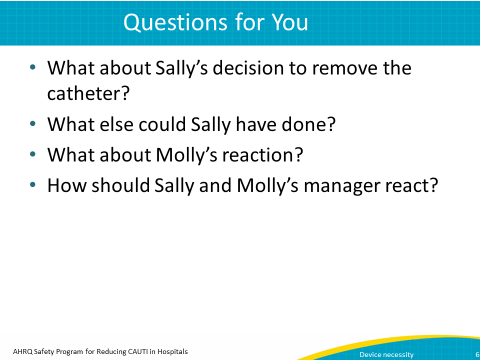 Questions for You
• What about Sally’s decision to remove the
catheter?
• What else could Sally have done?
• What about Molly’s reaction?
• How should Sally and Molly’s manager react?
AHRQ Safety Program for Reducing CAUTI in Hospitals
Device necessity
6